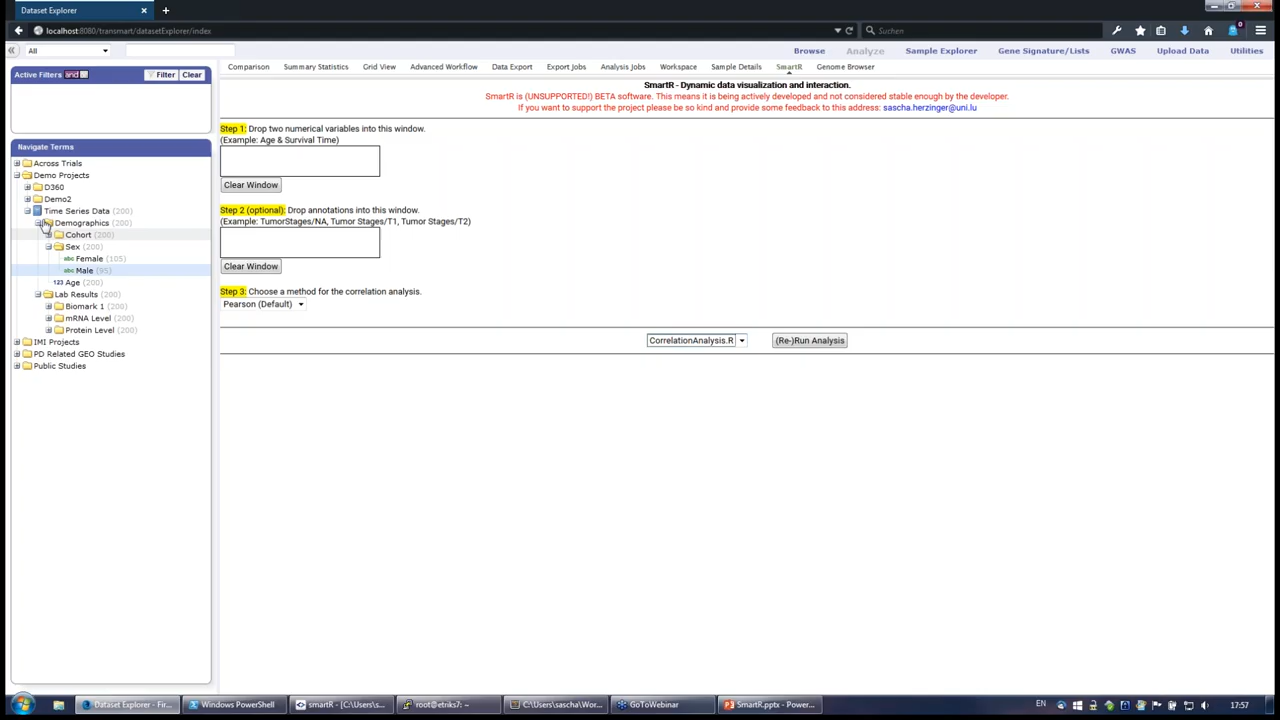 Dataset Explorer × +
localhost:8080/transmart/datasetExplorer/index
Suchen
0
All
Browse Analyze Sample Explorer Gene Signature/Lists GWAS Upload Data Utilities
Active Filters and Filter Clear
Comparison Summary Statistics Grid View Advanced Workflow Data Export Export Jobs Analysis Jobs Workspace Sample Details SmartR Genome Browser
SmartR - Dynamic data visualization and interaction.
SmartR is (UNSUPPORTED!) BETA software. This means it is being actively developed and not considered stable enough by the developer.
If you want to support the project please be so kind and provide some feedback to this address: sascha.herzinger@uni.lu
Step 1: Drop two numerical variables into this window.
(Example: Age & Survival Time)
Clear Window
Step 2 (optional): Drop annotations into this window.
(Example: TumorStages/NA, Tumor Stages/T1, Tumor Stages/T2)
Clear Window
Step 3: Choose a method for the correlation analysis.
Pearson (Default)
CorrelationAnalysis.R (Re-)Run Analysis
Navigate Terms
Across Trials
Demo Projects
D360
Demo2
Time Series Data (200)
Demographics (200)
Cohort (200)
Sex (200)
abc Female (105)
abc Male (95)
123 Age (200)
Lab Results (200)
Biomark 1 (200)
mRNA Level (200)
Protein Level (200)
IMI Projects
PD Related GEO Studies
Public Studies
Dataset Explorer - Fir... Windows PowerShell smartR - [C:\Users\s... root@etriks7: ~ C:\Users\sascha\Wor... GoToWebinar SmartR.pptx - Power... EN 17:57